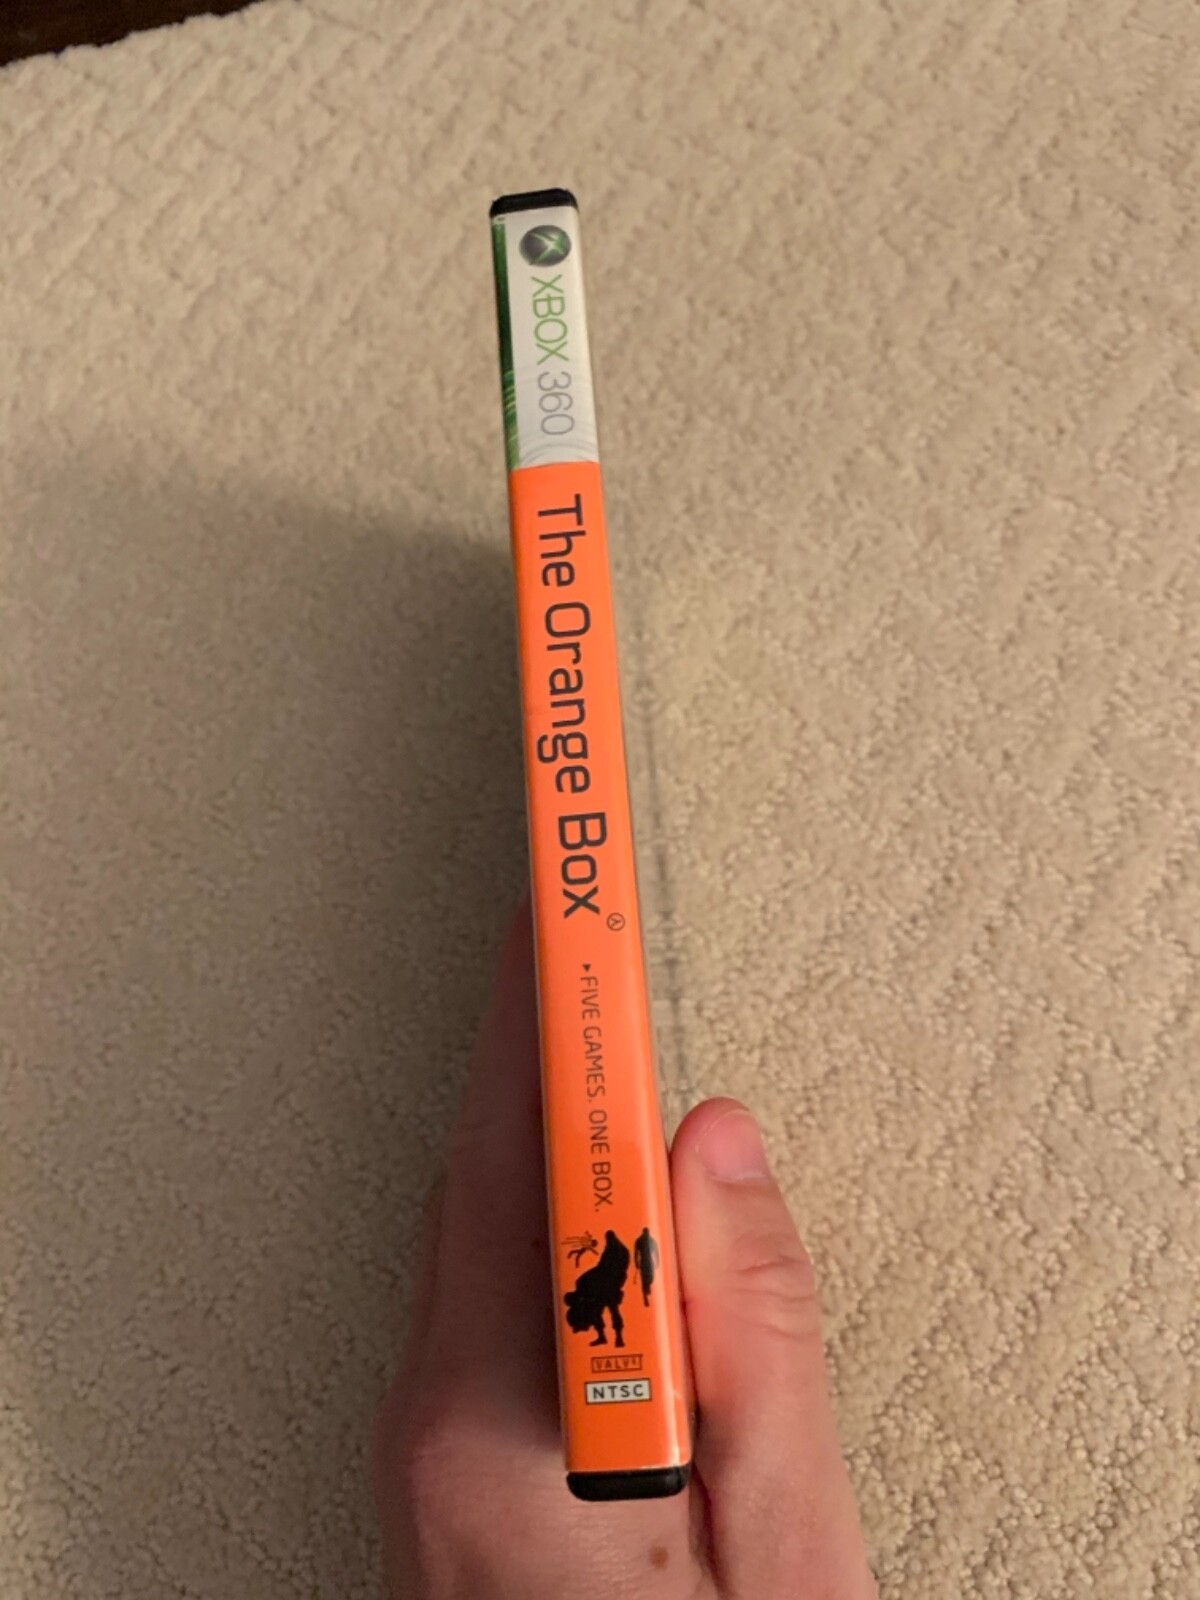 XBOX 360
The Orange Box
FIVE GAMES. ONE BOX.
VALVE
NTSC